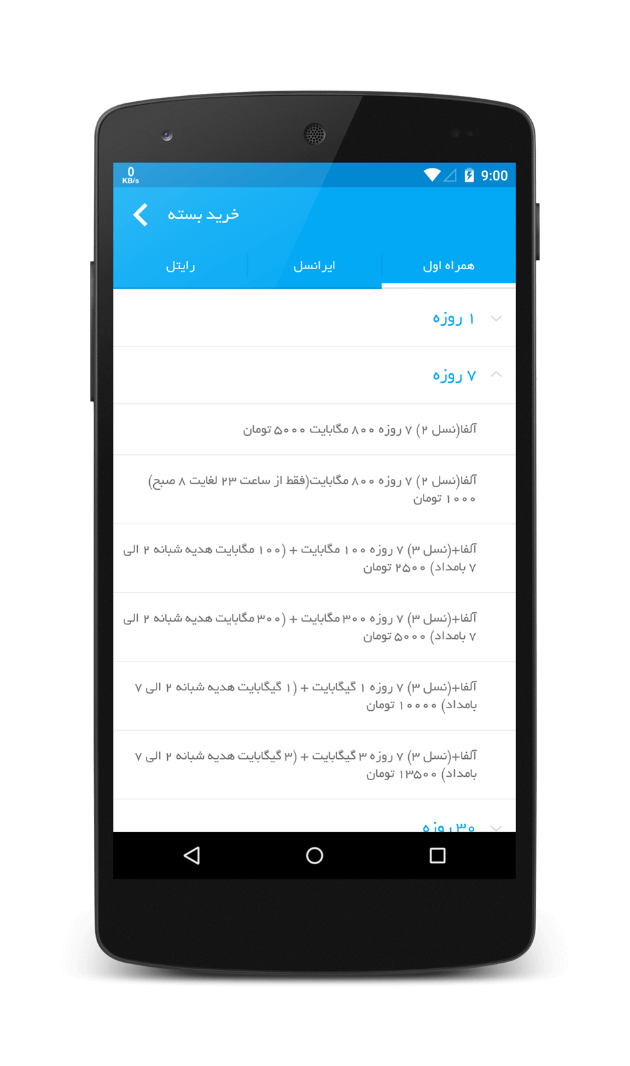 0
KB/s
9:00
خرید بسته
همراه اول
ایرانسل
رایتل
۱ روزه
۷ روزه
آلفا(نسل ۲) ۷ روزه ۸۰۰ مگابایت ۵۰۰۰ تومان
آلفا(نسل ۲) ۷ روزه ۸۰۰ مگابایت(فقط از ساعت ۲۳ لغایت ۸ صبح)
۱۰۰۰ تومان
آلفا+(نسل ۳) ۷ روزه ۱۰۰ مگابایت + (۱۰۰ مگابایت هدیه شبانه ۲ الی
۷ بامداد) ۲۵۰۰ تومان
آلفا+(نسل ۳) ۷ روزه ۳۰۰ مگابایت + (۳۰۰ مگابایت هدیه شبانه ۲ الی
۷ بامداد) ۵۰۰۰ تومان
آلفا+(نسل ۳) ۷ روزه ۱ گیگابایت + (۱ گیگابایت هدیه شبانه ۲ الی ۷
بامداد) ۱۰۰۰۰ تومان
آلفا+(نسل ۳) ۷ روزه ۳ گیگابایت + (۳ گیگابایت هدیه شبانه ۲ الی ۷
بامداد) ۱۳۵۰۰ تومان
۳۰ روزه